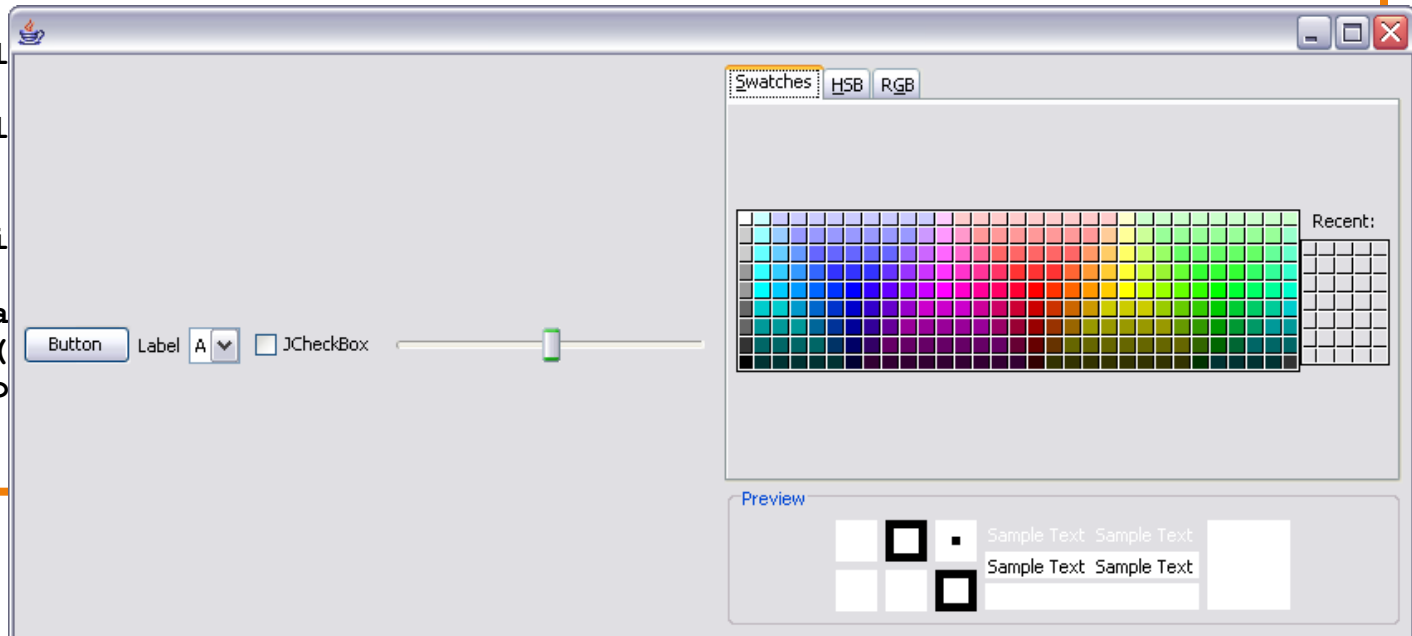 Swatches HSB RGB
Recent:
Button Label A JCheckBox
Preview
Sample Text Sample Text
Sample Text Sample Text